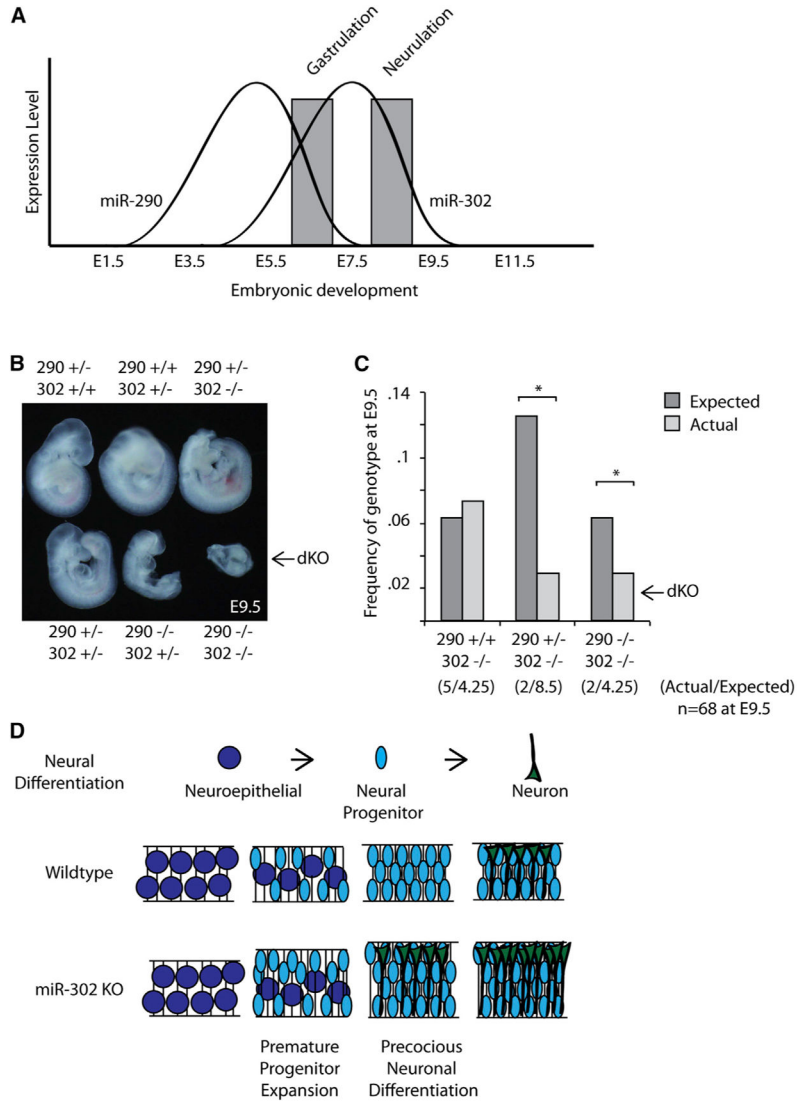 A
Gastrulation
Neurulation
Expression Level
miR-290
miR-302
E1.5 E3.5 E5.5 E7.5 E9.5 E11.5
Embryonic development
B
290 +/- 290 +/+ 290 +/-
302 +/+ 302 +/- 302 -/-
dKO
E9.5
290 +/- 290 -/- 290 -/-
302 +/- 302 +/- 302 -/-
C
Frequency of genotype at E9.5
.14
.1
.06
.02
*
*
Expected
Actual
dKO
290 +/+ 290 +/- 290 -/-
302 -/- 302 -/- 302 -/-
(5/4.25) (2/8.5) (2/4.25) (Actual/Expected)
n=68 at E9.5
D
Neural
Differentiation
Neuroepithelial
Neural
Progenitor
Neuron
Wildtype
miR-302 KO
Premature
Progenitor
Expansion
Precocious
Neuronal
Differentiation